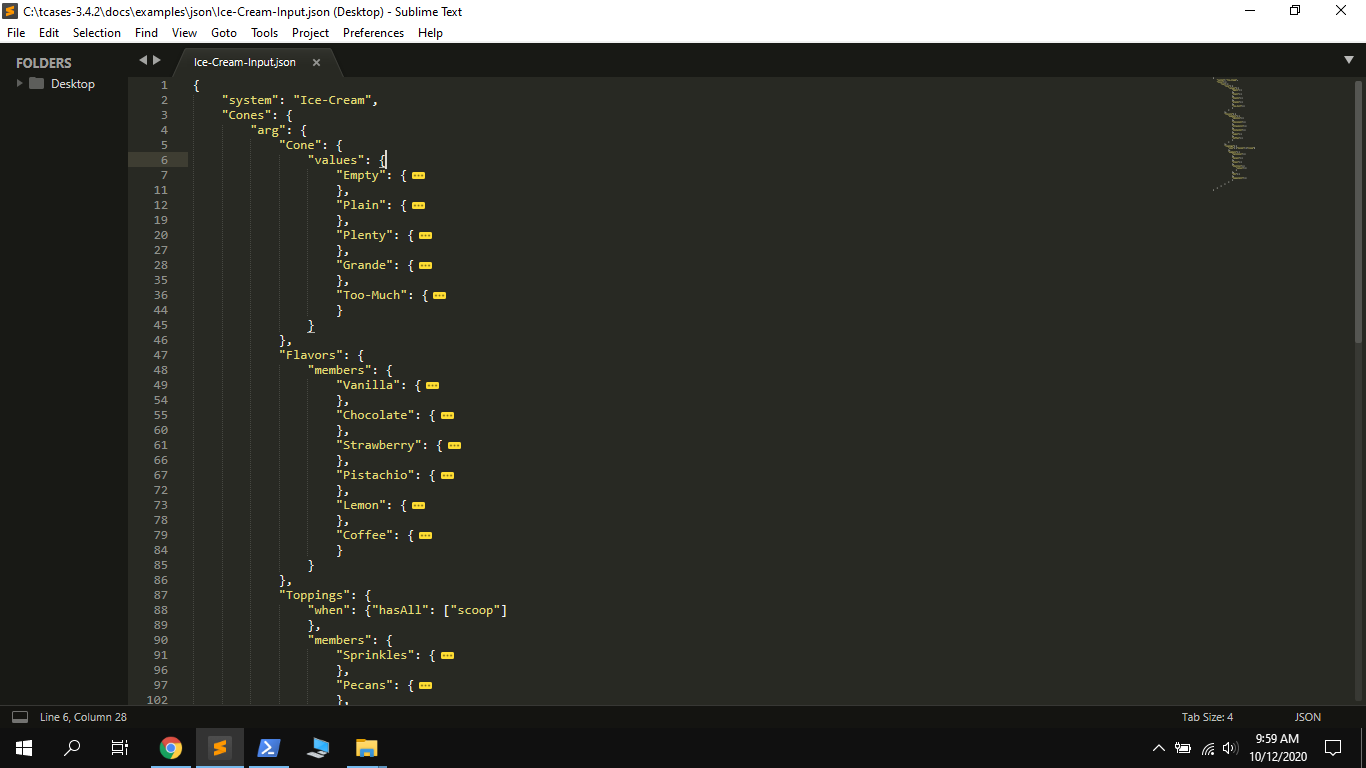 C:\tcases-3.4.2\docs\examples\json\Ice-Cream-Input.json (Desktop) - Sublime Text
File Edit Selection Find View Goto Tools Project Preferences Help
FOLDERS
Desktop
Ice-Cream-Input.json ×
1 {
2 "system": "Ice-Cream",
3 "Cones": {
4 "arg": {
5 "Cone": {
6 "values": {
7 "Empty": {
11 },
12 "Plain": {
19 },
20 "Plenty": {
27 },
28 "Grande": {
35 },
36 "Too-Much": {
44 }
45 }
46 },
47 "Flavors": {
48 "members": {
49 "Vanilla": {
54 },
55 "Chocolate": {
60 },
61 "Strawberry": {
66 },
67 "Pistachio": {
72 },
73 "Lemon": {
78 },
79 "Coffee": {
84 }
85 }
86 },
87 "Toppings": {
88 "when": {"hasAll": ["scoop"]
89 },
90 "members": {
91 "Sprinkles": {
96 },
97 "Pecans": {
102 },
Line 6, Column 28
Tab Size: 4
JSON
9:59 AM
10/12/2020